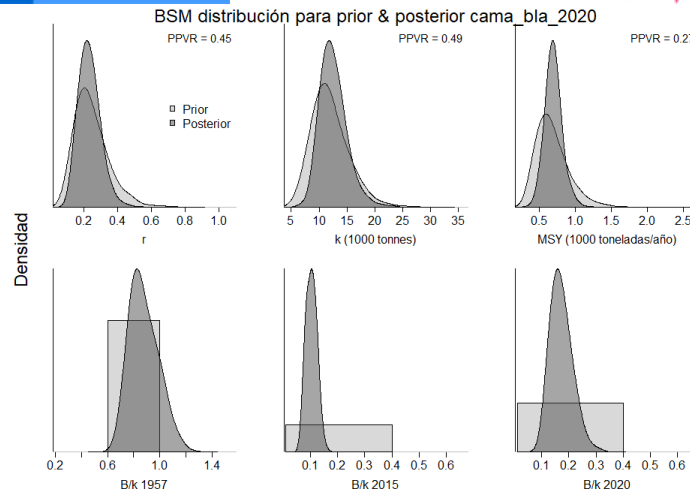 BSM distribución para prior & posterior cama_bla_2020
PPVR = 0.45
Prior
Posterior
0.2 0.4 0.6 0.8 1.0
r
PPVR = 0.49
5 10 15 20 25 30 35
k (1000 tonnes)
PPVR = 0.27
0.5 1.0 1.5 2.0 2.5
MSY (1000 toneladas/año)
Densidad
0.2 0.6 1.0 1.4
B/k 1957
0.1 0.2 0.3 0.4 0.5 0.6
B/k 2015
0.1 0.2 0.3 0.4 0.5 0.6
B/k 2020